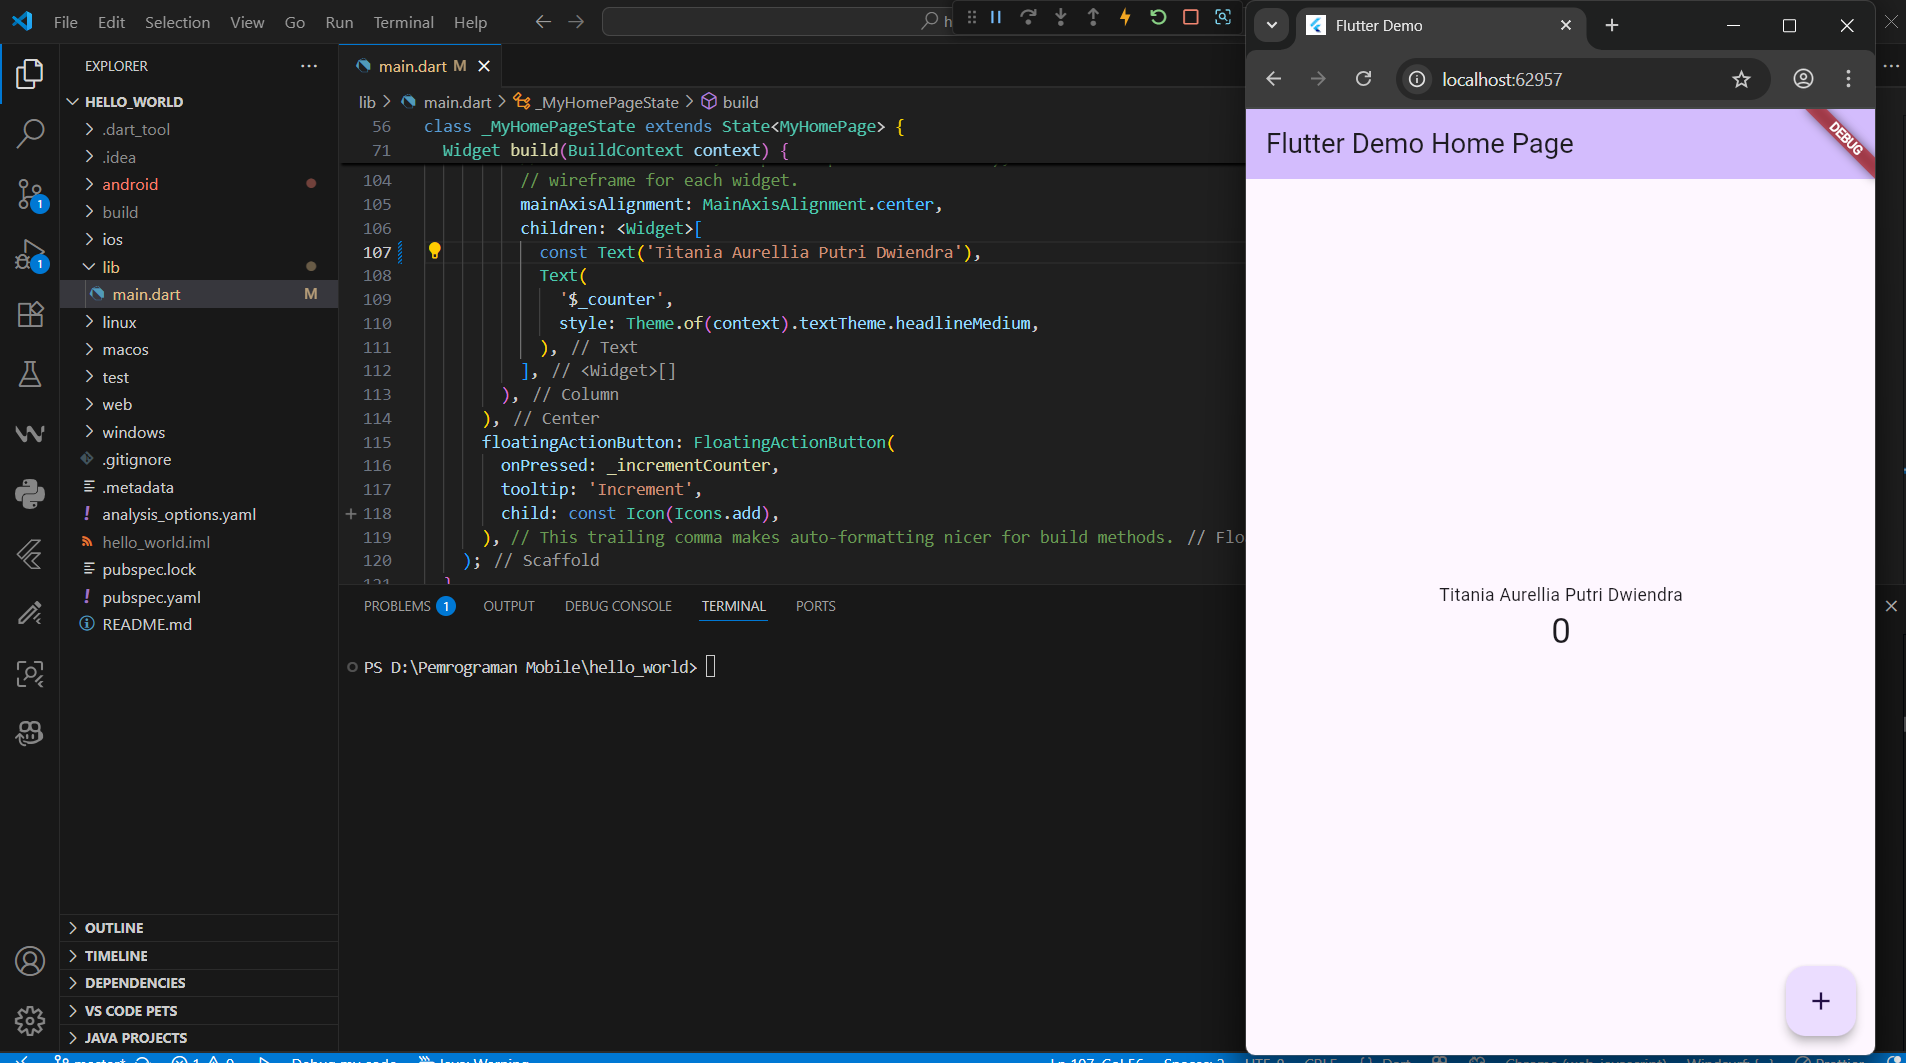 File Edit Selection View Go Run Terminal Help
EXPLORER
HELLO_WORLD
.dart_tool
.idea
android
build
ios
lib
main.dart M
linux
macos
test
web
windows
.gitignore
.metadata
analysis_options.yaml
hello_world.iml
pubspec.lock
pubspec.yaml
README.md
OUTLINE
TIMELINE
DEPENDENCIES
VS CODE PETS
JAVA PROJECTS
1
1
main.dart M
lib > main.dart > _MyHomePageState > build
56 class _MyHomePageState extends State<MyHomePage> {
71 Widget build(BuildContext context) {
104 // wireframe for each widget.
105 mainAxisAlignment: MainAxisAlignment.center,
106 children: <Widget>[
107 const Text('Titania Aurellia Putri Dwiendra'),
108 Text(
109 '$_counter',
110 style: Theme.of(context).textTheme.headlineMedium,
111 ), // Text
112 ], // <Widget>[]
113 ), // Column
114 ), // Center
115 floatingActionButton: FloatingActionButton(
116 onPressed: _incrementCounter,
117 tooltip: 'Increment',
118 child: const Icon(Icons.add),
119 ), // This trailing comma makes auto-formatting nicer for build methods. // Flo
120 ); // Scaffold
121 }
PROBLEMS 1 OUTPUT DEBUG CONSOLE TERMINAL PORTS
PS D:\Pemrograman Mobile\hello_world>
Flutter Demo
localhost:62957
Flutter Demo Home Page
DEBUG
Titania Aurellia Putri Dwiendra
0
+